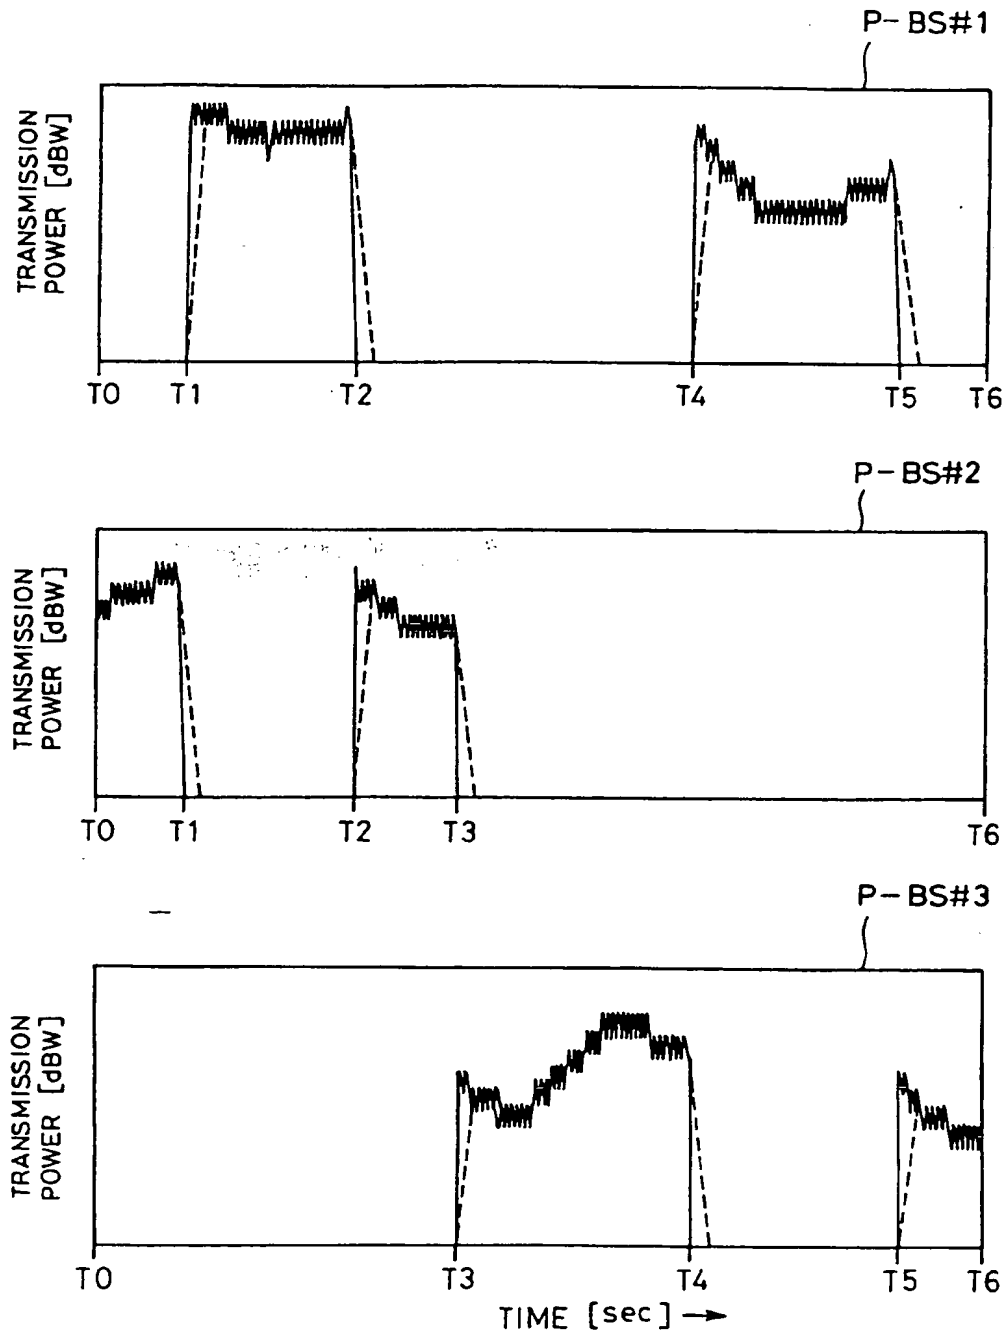 P-BS#1
TRANSMISSION
POWER [dBW]
T0 T1 T2 T4 T5 T6
P-BS#2
TRANSMISSION
POWER [dBW]
T0 T1 T2 T3 T6
P-BS#3
TRANSMISSION
POWER [dBW]
T0 T3 T4 T5 T6
TIME [sec] →